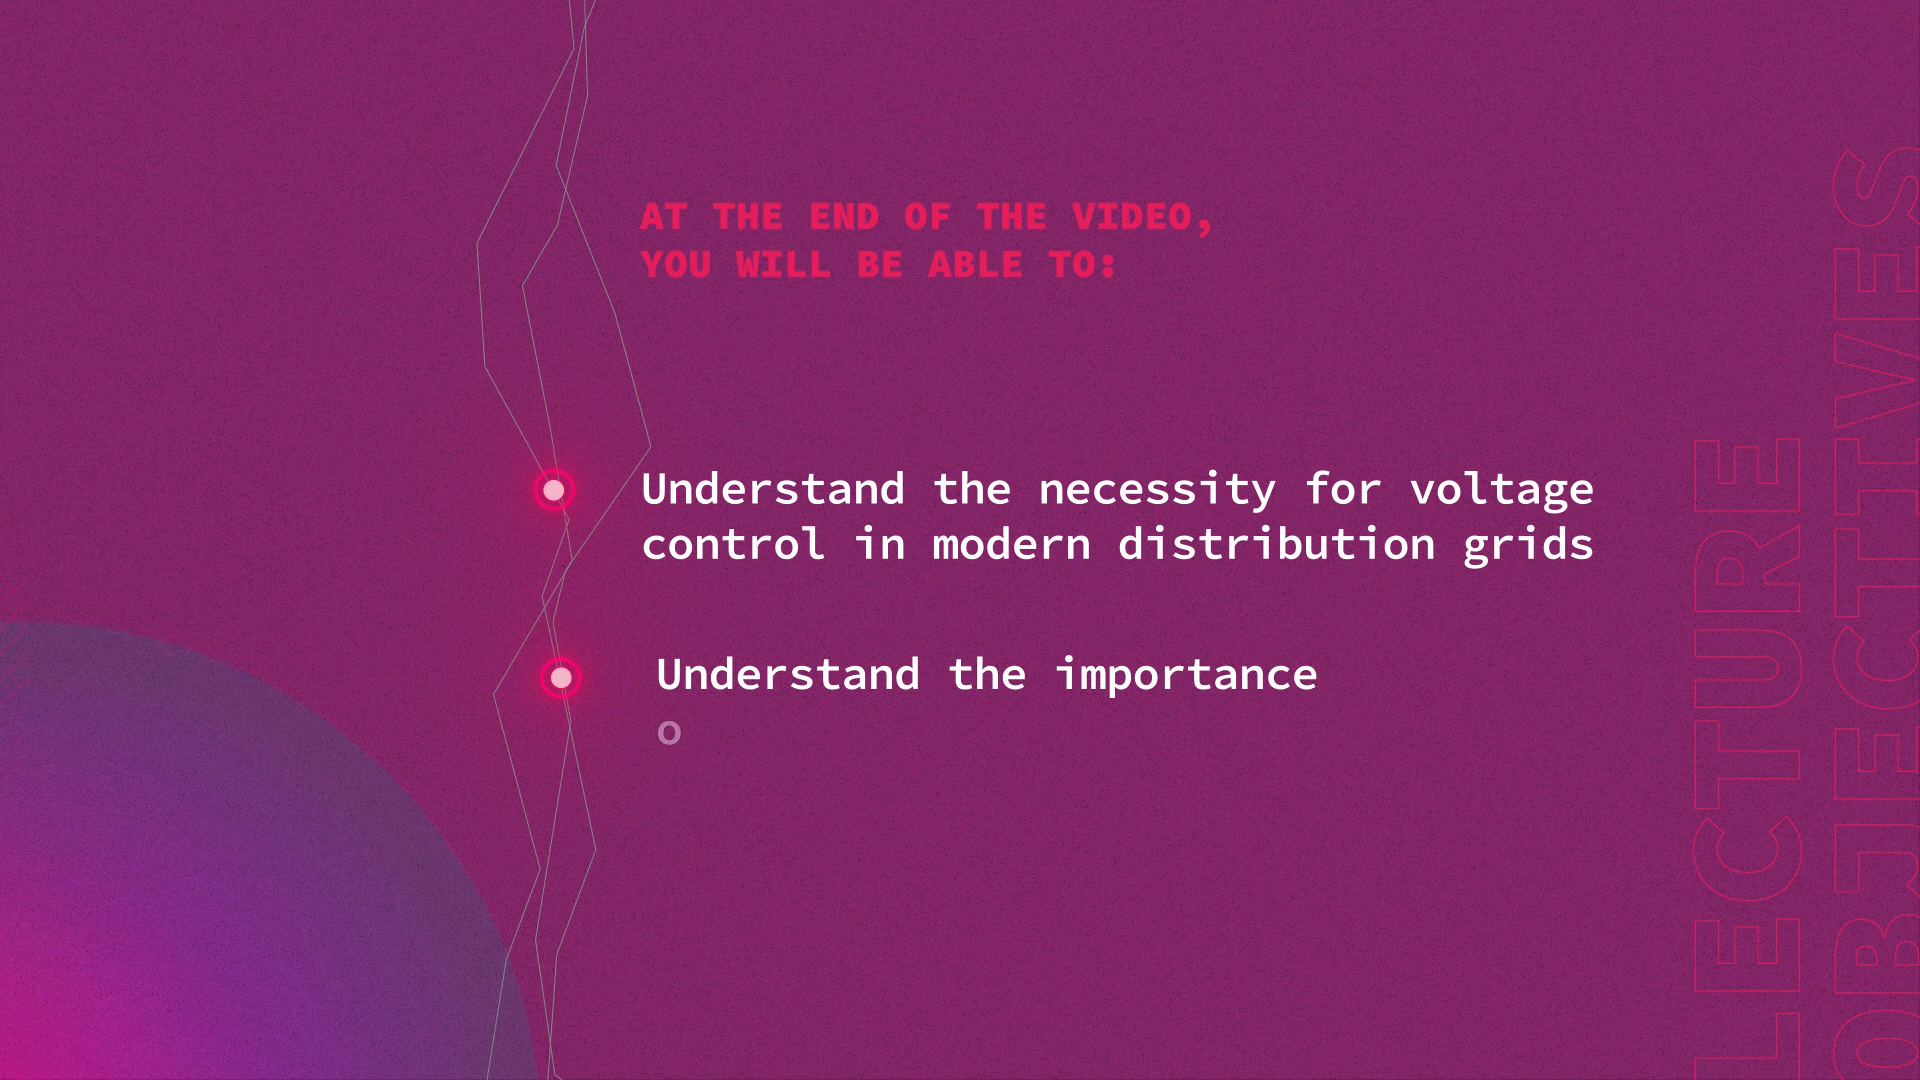 AT THE END OF THE VIDEO,
YOU WILL BE ABLE TO:
Understand the necessity for voltage
control in modern distribution grids
Understand the importance
o
LECTURE
OBJECTIVES